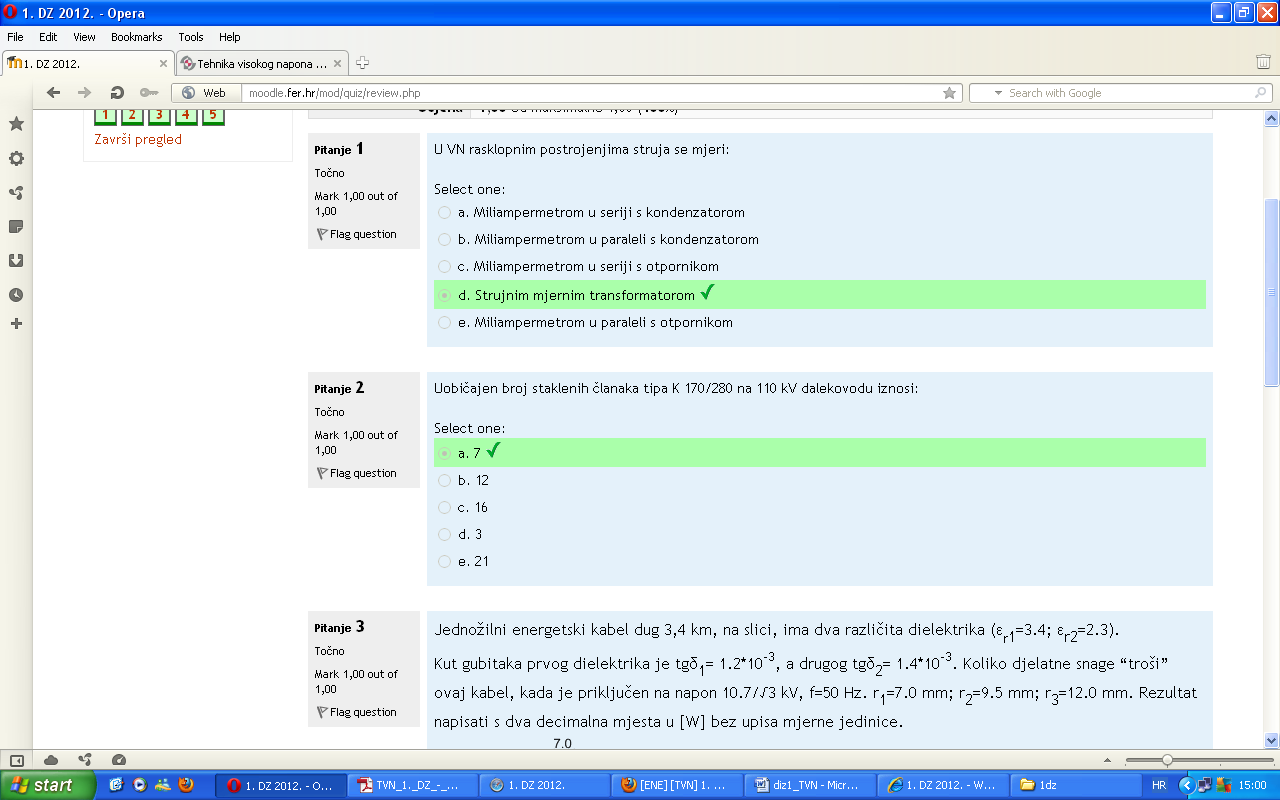 1. DZ 2012. - Opera
File Edit View Bookmarks Tools Help
1. DZ 2012.
Tehnika visokog napona ...
Web
moodle.fer.hr/mod/quiz/review.php
Search with Google
1 2 3 4 5
Završi pregled
Pitanje 1
Točno
Mark 1,00 out of
1,00
Flag question
U VN rasklopnim postrojenjima struja se mjeri:
Select one:
a. Miliampermetrom u seriji s kondenzatorom
b. Miliampermetrom u paraleli s kondenzatorom
c. Miliampermetrom u seriji s otpornikom
d. Strujnim mjernim transformatorom
e. Miliampermetrom u paraleli s otpornikom
Pitanje 2
Točno
Mark 1,00 out of
1,00
Flag question
Uobičajen broj staklenih članaka tipa K 170/280 na 110 kV dalekovodu iznosi:
Select one:
a. 7
b. 12
c. 16
d. 3
e. 21
Pitanje 3
Točno
Mark 1,00 out of
1,00
Flag question
Jednožilni energetski kabel dug 3,4 km, na slici, ima dva različita dielektrika (εr1=3.4; εr2=2.3).
Kut gubitaka prvog dielektrika je tgδ1= 1.2*10-3, a drugog tgδ2= 1.4*10-3. Koliko djelatne snage “troši”
ovaj kabel, kada je priključen na napon 10.7/√3 kV, f=50 Hz. r1=7.0 mm; r2=9.5 mm; r3=12.0 mm. Rezultat
napisati s dva decimalna mjesta u [W] bez upisa mjerne jedinice.
7.0
start
1. DZ 2012. - O...
TVN_1._DZ_-_...
1. DZ 2012.
[ENE] [TVN] 1. ...
diz1_TVN - Micr...
1. DZ 2012. - W...
1dz
HR
15:00